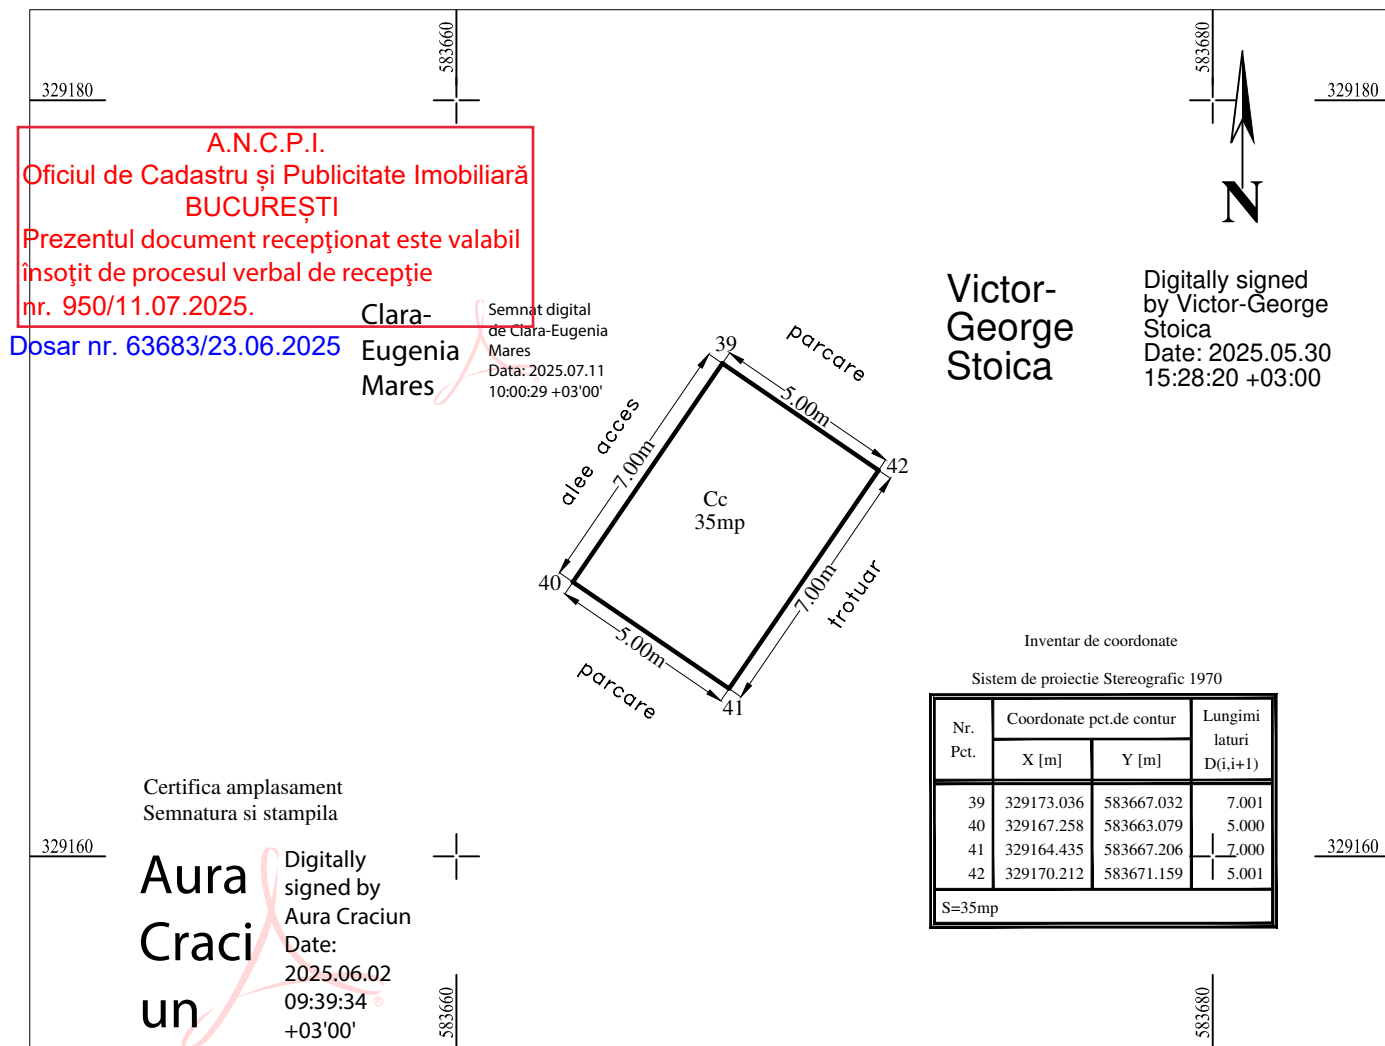 583660
583680
329180
329180
A.N.C.P.I.
Oficiul de Cadastru și Publicitate Imobiliară
BUCUREȘTI
Prezentul document recepţionat este valabil
însoţit de procesul verbal de recepţie
nr. 950/11.07.2025.
Dosar nr. 63683/23.06.2025
Clara-
Eugenia
Mares
Semnat digital
de Clara-Eugenia
Mares
Data: 2025.07.11
10:00:29 +03'00'
N
Victor-
George
Stoica
Digitally signed
by Victor-George
Stoica
Date: 2025.05.30
15:28:20 +03:00
39
parcare
5.00m
42
alee acces
7.00m
Cc
35mp
40
7.00m
trotuar
5.00m
parcare
41
Inventar de coordonate
Sistem de proiectie Stereografic 1970
Nr.
Pct.
Coordonate pct.de contur
X [m]
Y [m]
Lungimi
laturi
D(i,i+1)
39 329173.036 583667.032 7.001
40 329167.258 583663.079 5.000
41 329164.435 583667.206 7.000
42 329170.212 583671.159 5.001
S=35mp
Certifica amplasament
Semnatura si stampila
329160
329160
Aura
Craci
un
Digitally
signed by
Aura Craciun
Date:
2025.06.02
09:39:34
+03'00'
583660
583680